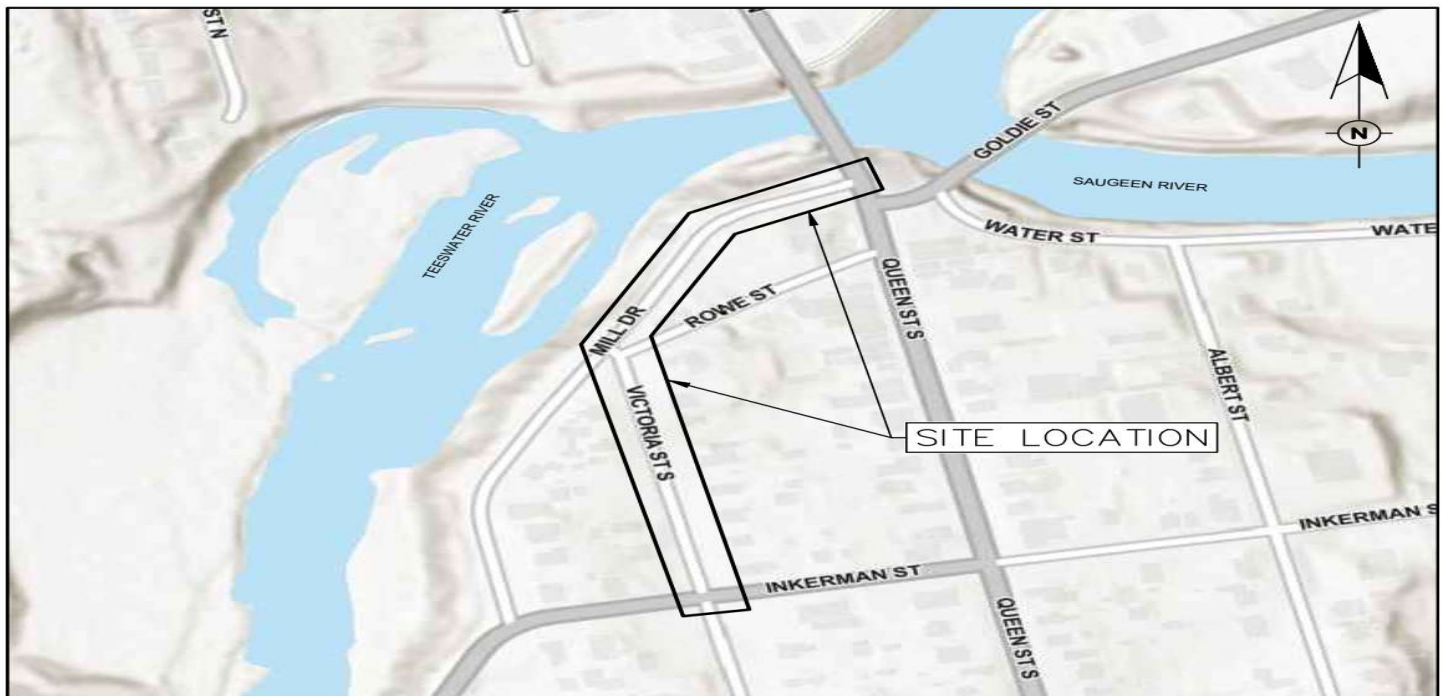 ST N
N
GOLDIE ST
SAUGEEN RIVER
TEESWATER RIVER
WATER ST
WATE
QUEEN ST S
MILL DR
ROWE ST
ALBERT ST
VICTORIA ST S
SITE LOCATION
INKERMAN S
INKERMAN ST
QUEEN ST S